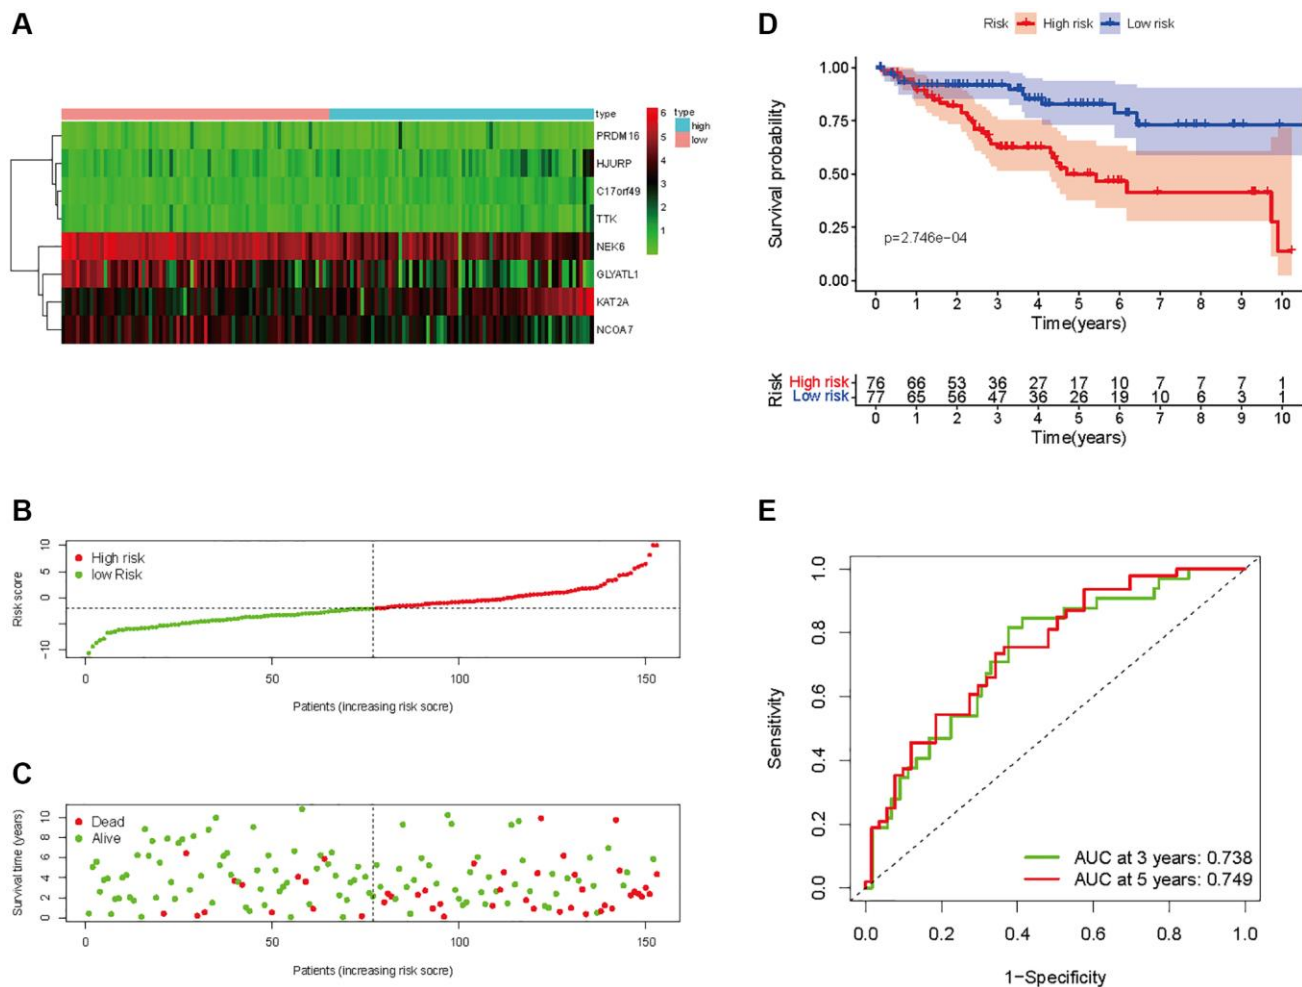 A
type
PRDM16
HJURP
C17orf49
TTK
NEK6
GLYATL1
KAT2A
NCOA7
6
5
4
3
2
1
type
high
low
B
High risk
low Risk
Risk score
10
5
0
−10
0
50
100
150
Patients (increasing risk socre)
C
Dead
Alive
Survival time (years)
10
8
6
4
2
0
0
50
100
150
Patients (increasing risk socre)
D
Risk High risk Low risk
Survival probability
1.00
0.75
0.50
0.25
0.00
p=2.746e−04
0 1 2 3 4 5 6 7 8 9 10
Time(years)
Risk
High risk 76 66 53 36 27 17 10 7 7 7 1
Low risk 77 65 56 47 36 26 19 10 6 3 1
0 1 2 3 4 5 6 7 8 9 10
Time(years)
E
Sensitivity
1.0
0.8
0.6
0.4
0.2
0.0
AUC at 3 years: 0.738
AUC at 5 years: 0.749
0.0 0.2 0.4 0.6 0.8 1.0
1−Specificity